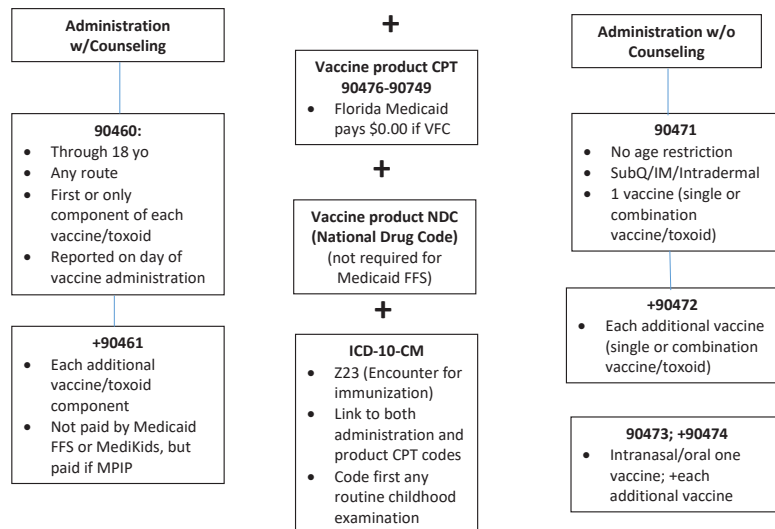 Administration
w/Counseling
90460:
• Through 18 yo
• Any route
• First or only
component of each
vaccine/toxoid
• Reported on day of
vaccine administration
+90461
• Each additional
vaccine/toxoid
component
• Not paid by Medicaid
FFS or MediKids, but
paid if MPIP
+
Vaccine product CPT
90476-90749
• Florida Medicaid
pays $0.00 if VFC
+
Vaccine product NDC
(National Drug Code)
(not required for
Medicaid FFS)
+
ICD-10-CM
• Z23 (Encounter for
immunization)
• Link to both
administration and
product CPT codes
• Code first any
routine childhood
examination
Administration w/o
Counseling
90471
• No age restriction
• SubQ/IM/Intradermal
• 1 vaccine (single or
combination
vaccine/toxoid)
+90472
• Each additional vaccine
(single or combination
vaccine/toxoid)
90473; +90474
• Intranasal/oral one
vaccine; +each
additional vaccine